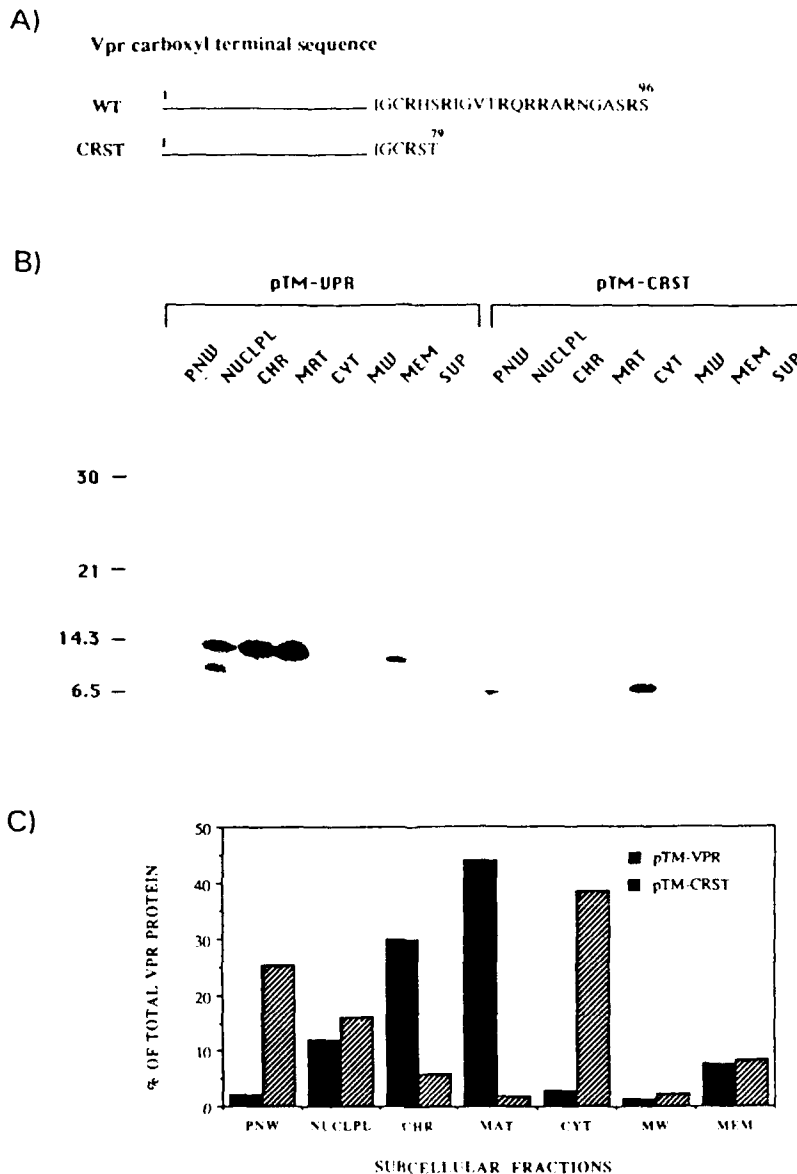 A)
Vpr carboxyl terminal sequence
WT 1 IGCRHSRIGVTRQRRARNGASRS 96
CRST 1 IGCRST 79
B)
pTM-VPR pTM-CRST
PNW NUCLPL CHR MAT CYT MW MEM SUP PNW NUCLPL CHR MAT CYT MW MEM SUP
30
21
14.3
6.5
C)
% OF TOTAL VPR PROTEIN
50
40
30
20
10
0
pTM-VPR
pTM-CRST
PNW NUCLPL CHR MAT CYT MW MEM
SUBCELLULAR FRACTIONS